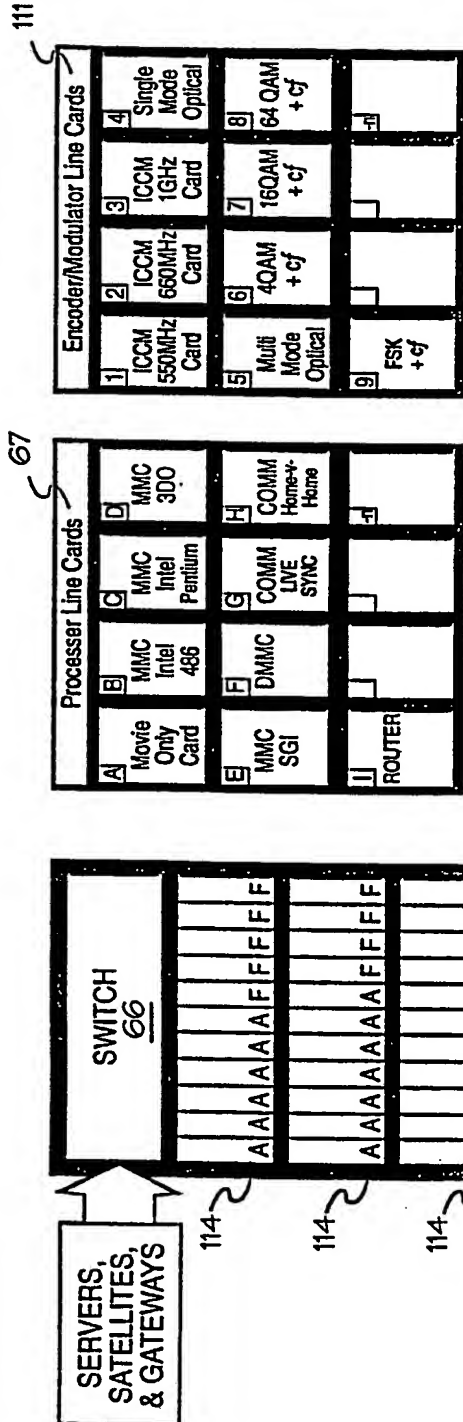 SERVERS,
SATELLITES,
& GATEWAYS
SWITCH
66
A A A A A A F F F F F
A A A A A A A F F F F
114
114
114
67
Processer Line Cards
A
Movie
Only
Card
B
MMC
Intel
486
C
MMC
Intel
Pentium
D
MMC
3DO
E
MMC
SGI
F
DMMC
G
COMM
LIVE
SYNC
H
COMM
Home-v-
Home
I
ROUTER
-n
111
Encoder/Modulator Line Cards
1
ICCM
550MHz
Card
2
ICCM
660MHz
Card
3
ICCM
1GHz
Card
4
Single
Mode
Optical
5
Multi
Mode
Optical
6
4QAM
+ cf
7
16QAM
+ cf
8
64 QAM
+ cf
9
FSK
+ cf
-n